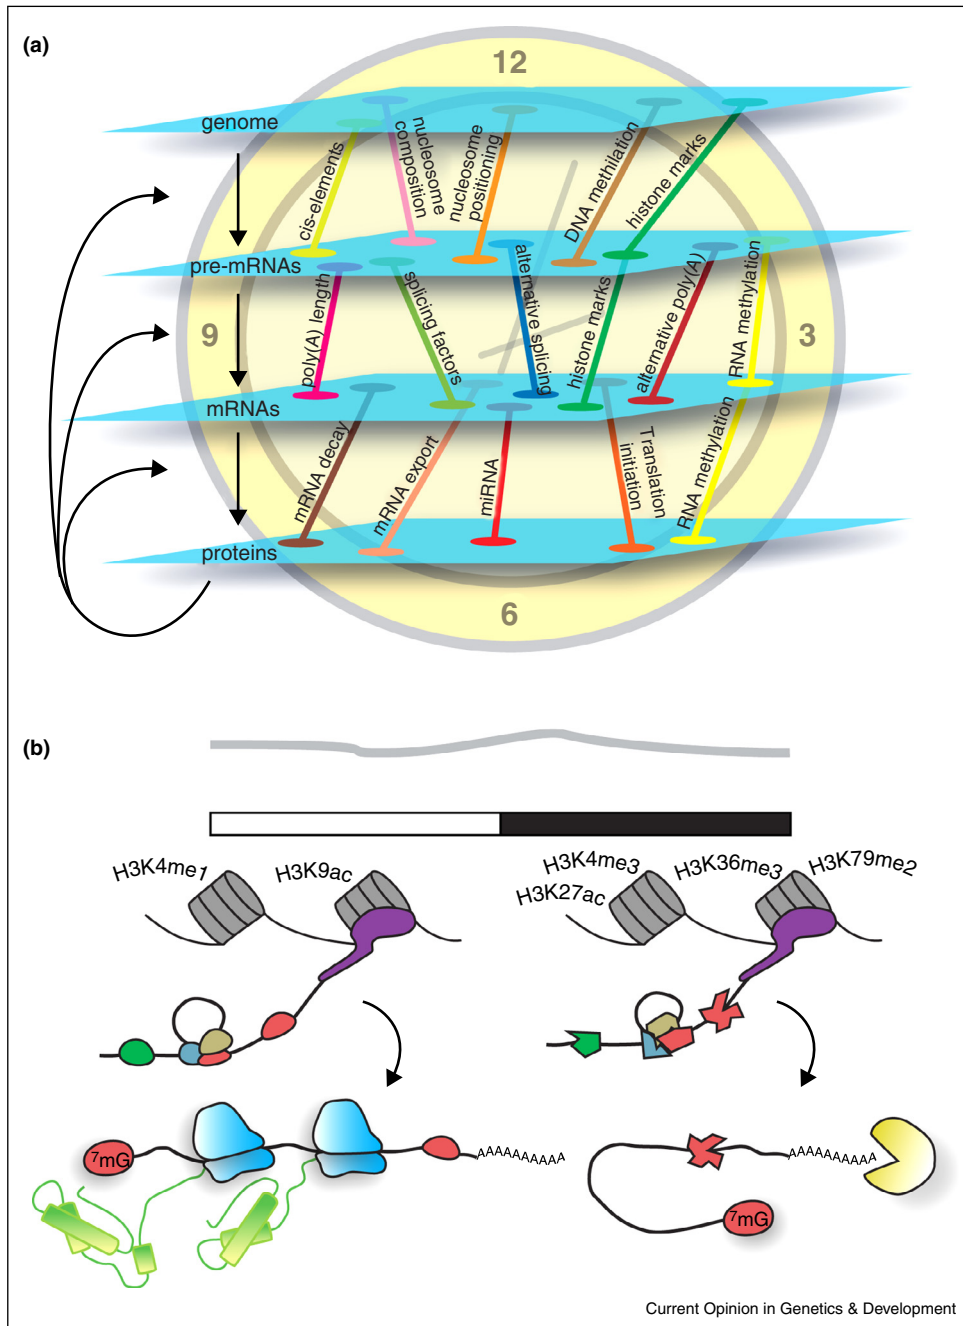 (a)
12
genome
cis-elements
nucleosome
composition
nucleosome
positioning
DNA methilation
histone marks
pre-mRNAs
9
3
poly(A) length
splicing factors
alternative splicing
histone marks
alternative poly(A)
RNA methylation
mRNAs
mRNA decay
mRNA export
miRNA
Translation
initiation
RNA methylation
proteins
6
(b)
H3K4me1
H3K9ac
H3K4me3
H3K27ac
H3K36me3
H3K79me2
7mG
AAAAAAAAA
AAAAAAAAA
7mG
Current Opinion in Genetics & Development